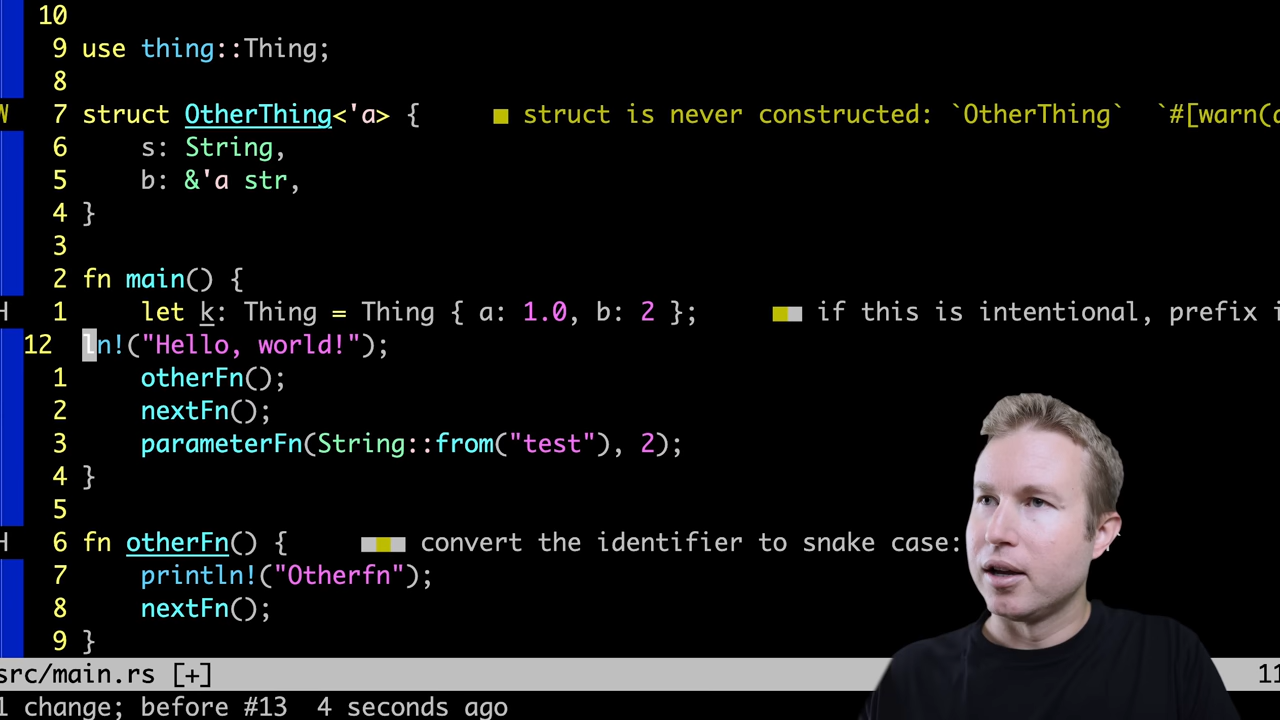 10
9 use thing::Thing;
8
W 7 struct OtherThing<'a> { ■ struct is never constructed: `OtherThing` `#[warn(
6 s: String,
5 b: &'a str,
4 }
3
2 fn main() {
H 1 let k: Thing = Thing { a: 1.0, b: 2 }; ■■ if this is intentional, prefix
12 ln!("Hello, world!");
1 otherFn();
2 nextFn();
3 parameterFn(String::from("test"), 2);
4 }
5
H 6 fn otherFn() { ■■■ convert the identifier to snake case:
7 println!("Otherfn");
8 nextFn();
9 }
src/main.rs [+] 11
1 change; before #13 4 seconds ago